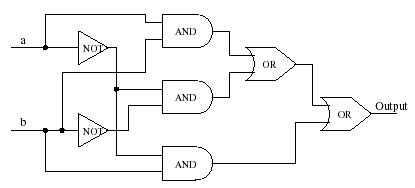 AND
a
NOT
OR
AND
Output
OR
b
NOT
AND